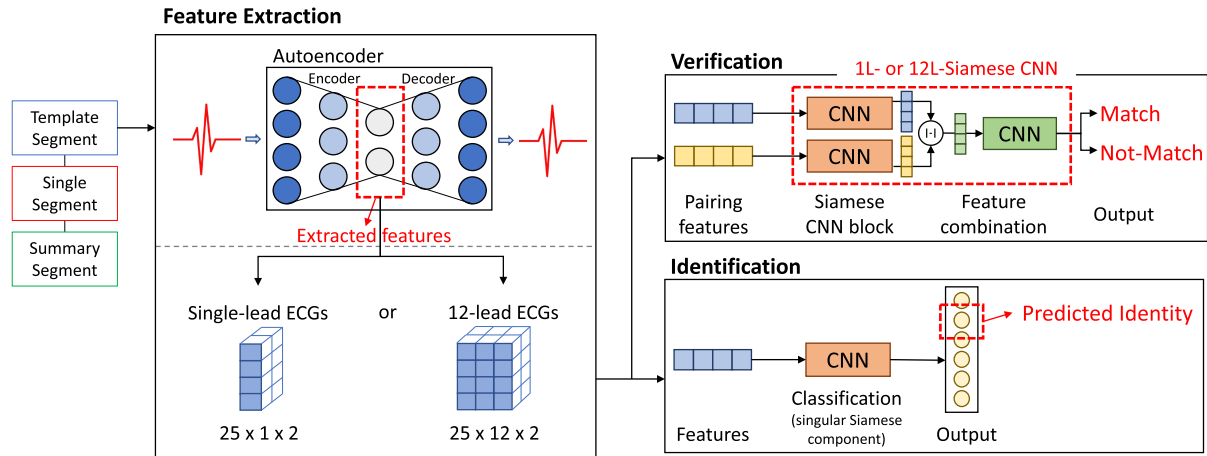 Feature Extraction
Template
Segment
Single
Segment
Summary
Segment
Autoencoder
Encoder
Decoder
Extracted features
Single-lead ECGs
or
12-lead ECGs
25 x 1 x 2
25 x 12 x 2
Verification
1L- or 12L-Siamese CNN
CNN
CNN
|-|
CNN
Match
Not-Match
Pairing
features
Siamese
CNN block
Feature
combination
Output
Identification
CNN
Predicted Identity
Features
Classification
(singular Siamese
component)
Output